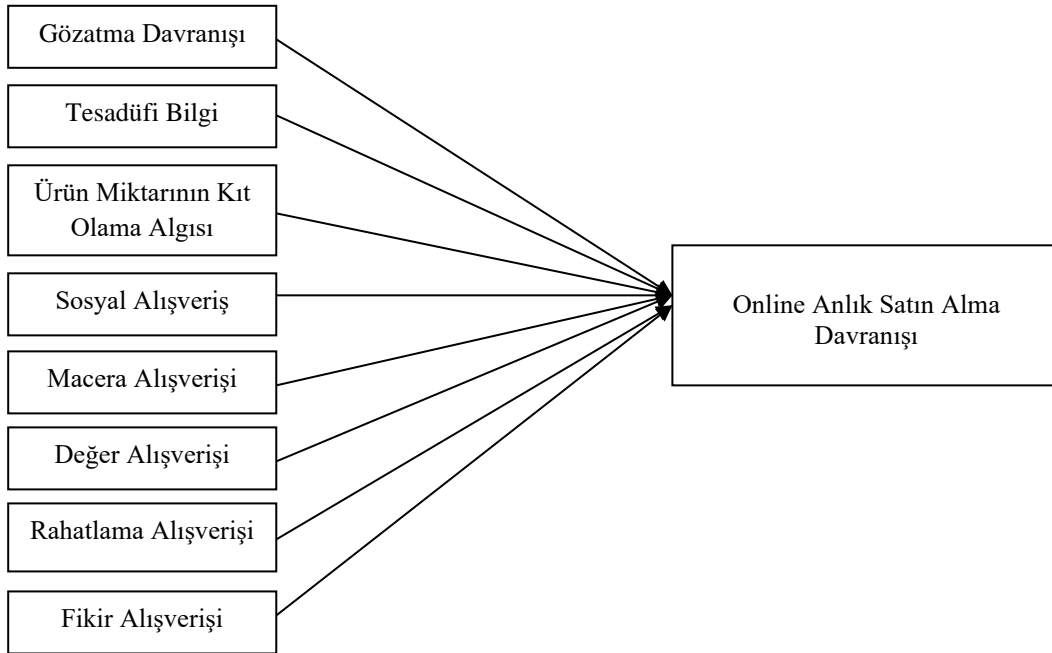 Gözatma Davranışı
Tesadüfi Bilgi
Ürün Miktarının Kıt
Olama Algısı
Sosyal Alışveriş
Macera Alışverişi
Değer Alışverişi
Rahatlama Alışverişi
Fikir Alışverişi
Online Anlık Satın Alma
Davranışı